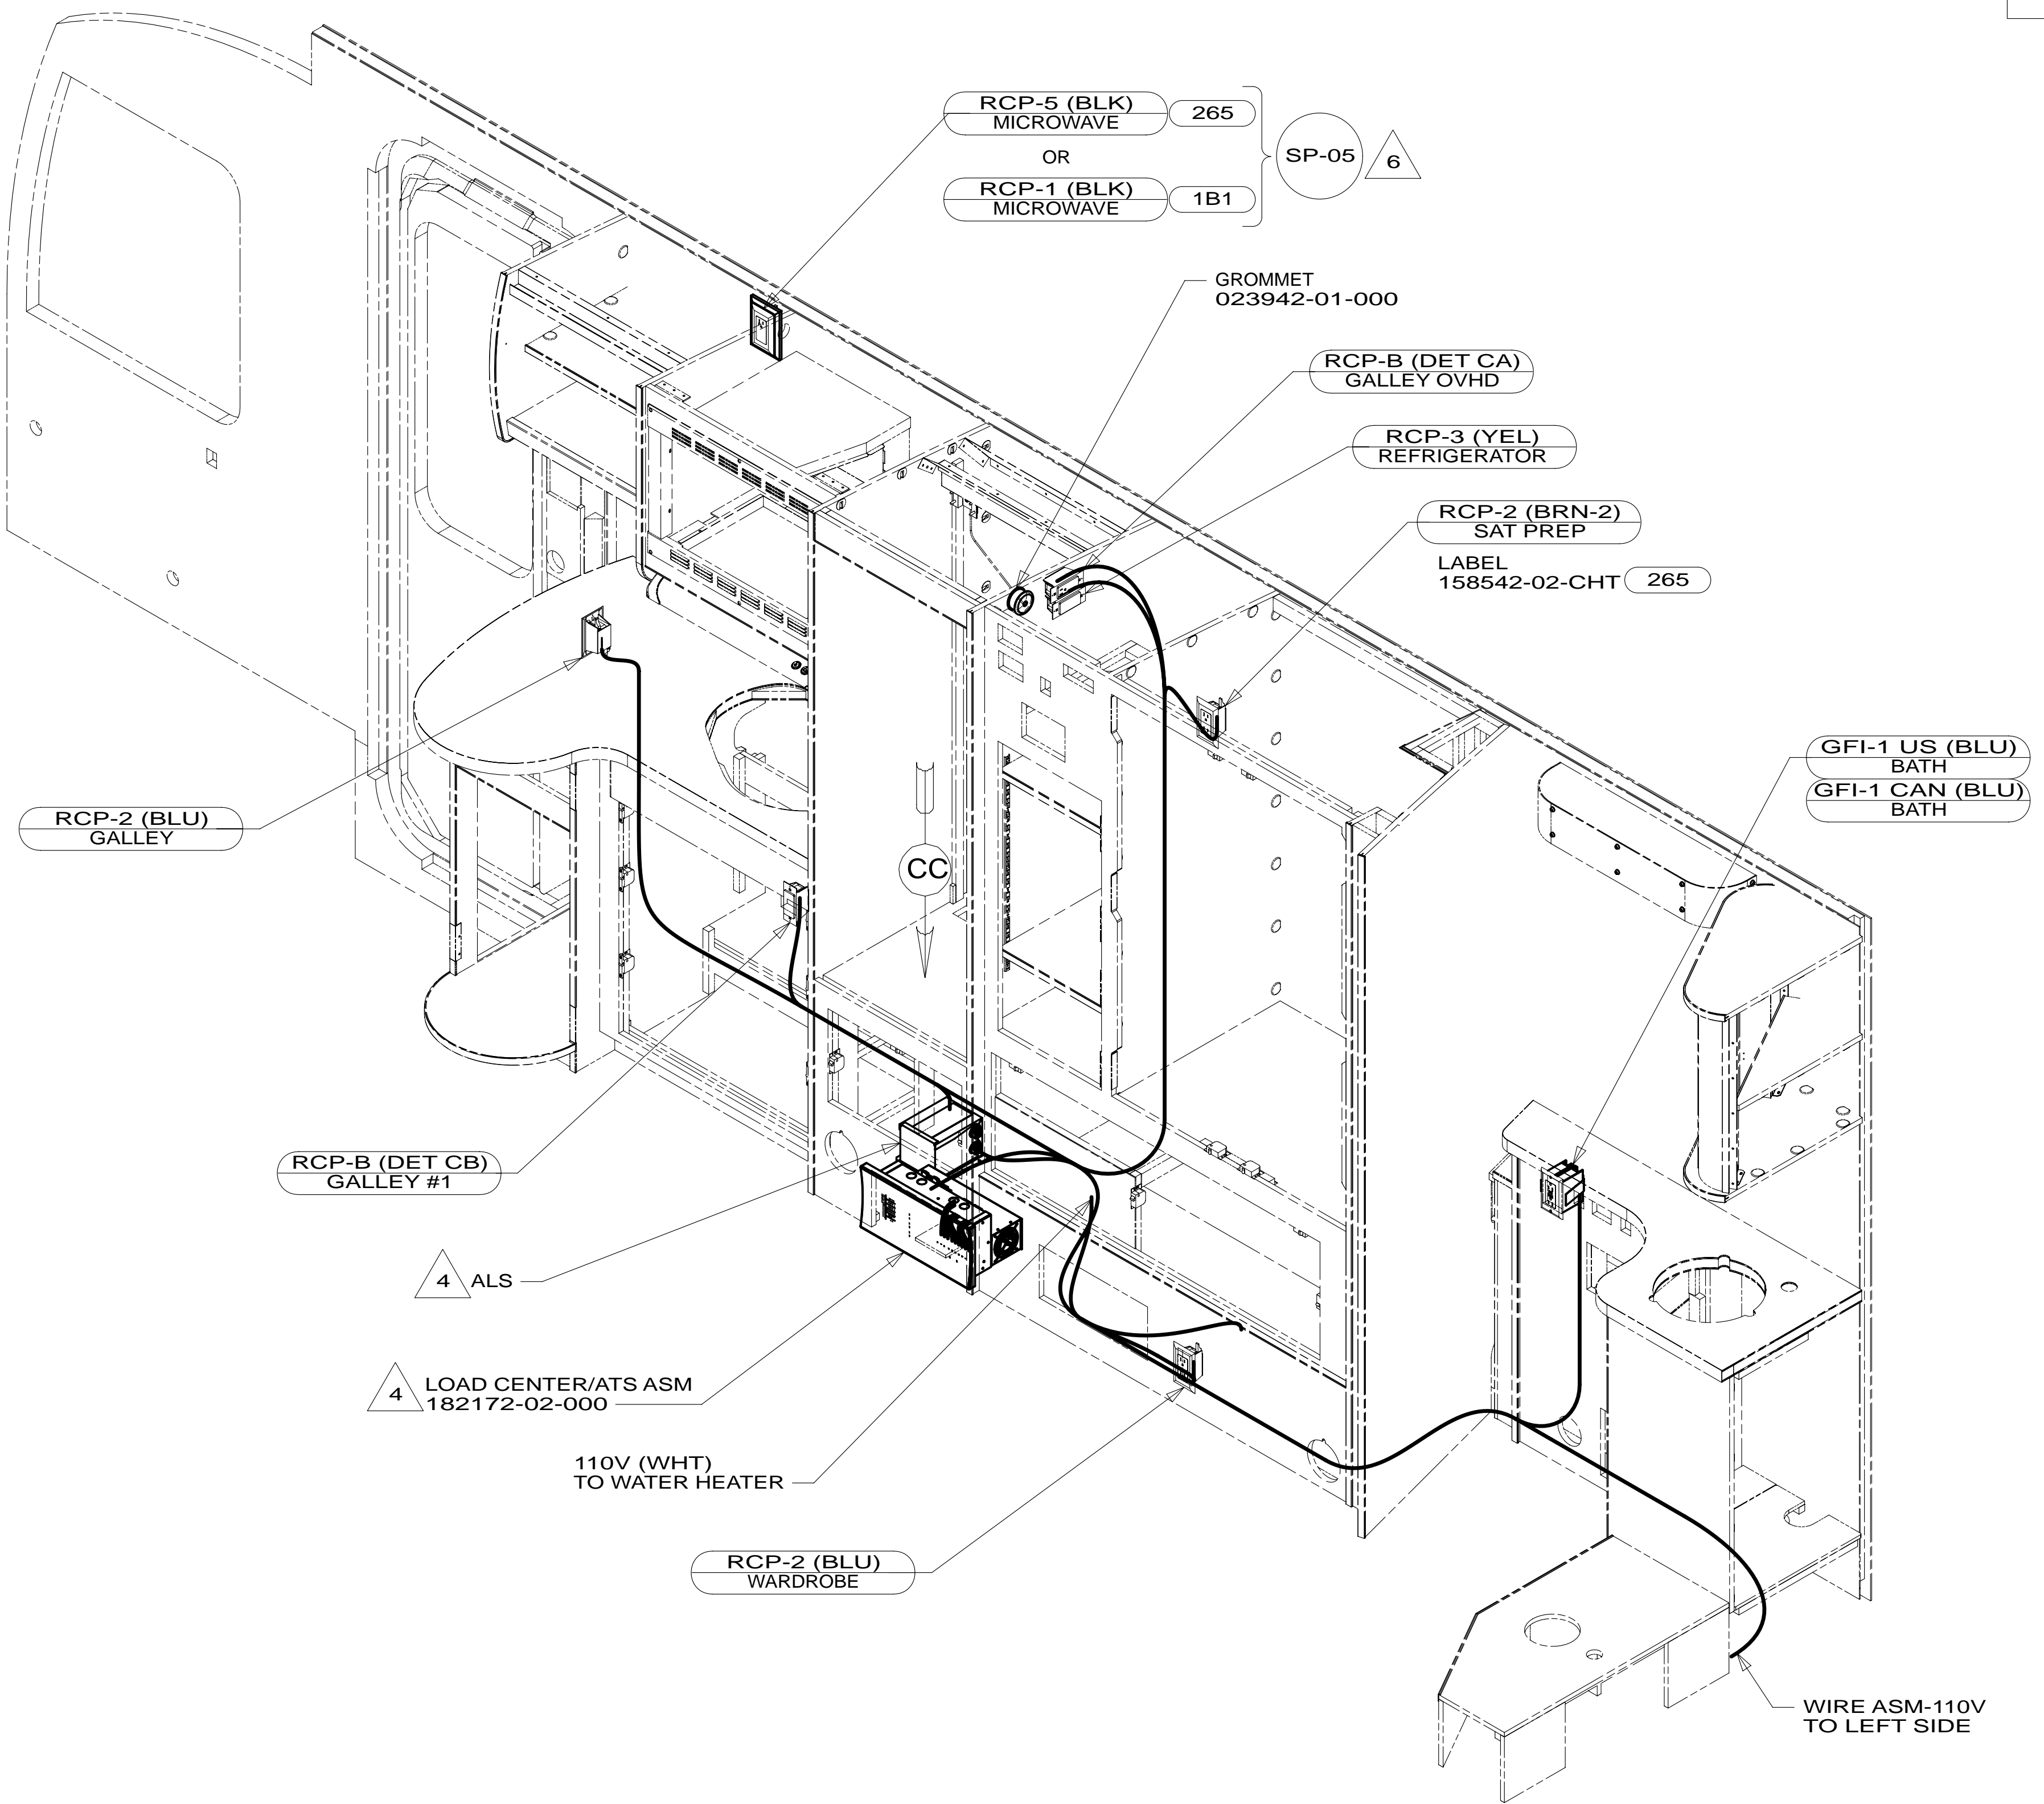 RCP-5 (BLK)
MICROWAVE
265
OR
RCP-1 (BLK)
MICROWAVE
1B1
SP-05
6
GROMMET
023942-01-000
RCP-B (DET CA)
GALLEY OVHD
RCP-3 (YEL)
REFRIGERATOR
RCP-2 (BRN-2)
SAT PREP
LABEL
158542-02-CHT
265
GFI-1 US (BLU)
BATH
GFI-1 CAN (BLU)
BATH
RCP-2 (BLU)
GALLEY
CC
RCP-B (DET CB)
GALLEY #1
4
ALS
4
LOAD CENTER/ATS ASM
182172-02-000
110V (WHT)
TO WATER HEATER
RCP-2 (BLU)
WARDROBE
WIRE ASM-110V
TO LEFT SIDE